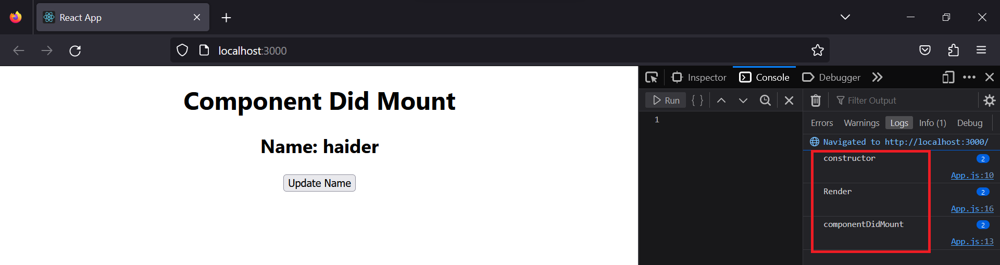 React App
localhost:3000
Component Did Mount
Name: haider
Update Name
Inspector
Console
Debugger
Run
{ }
Filter Output
1
Errors
Warnings
Logs
Info (1)
Debug
Navigated to http://localhost:3000/
constructor
2
App.js:10
Render
2
App.js:16
componentDidMount
2
App.js:13